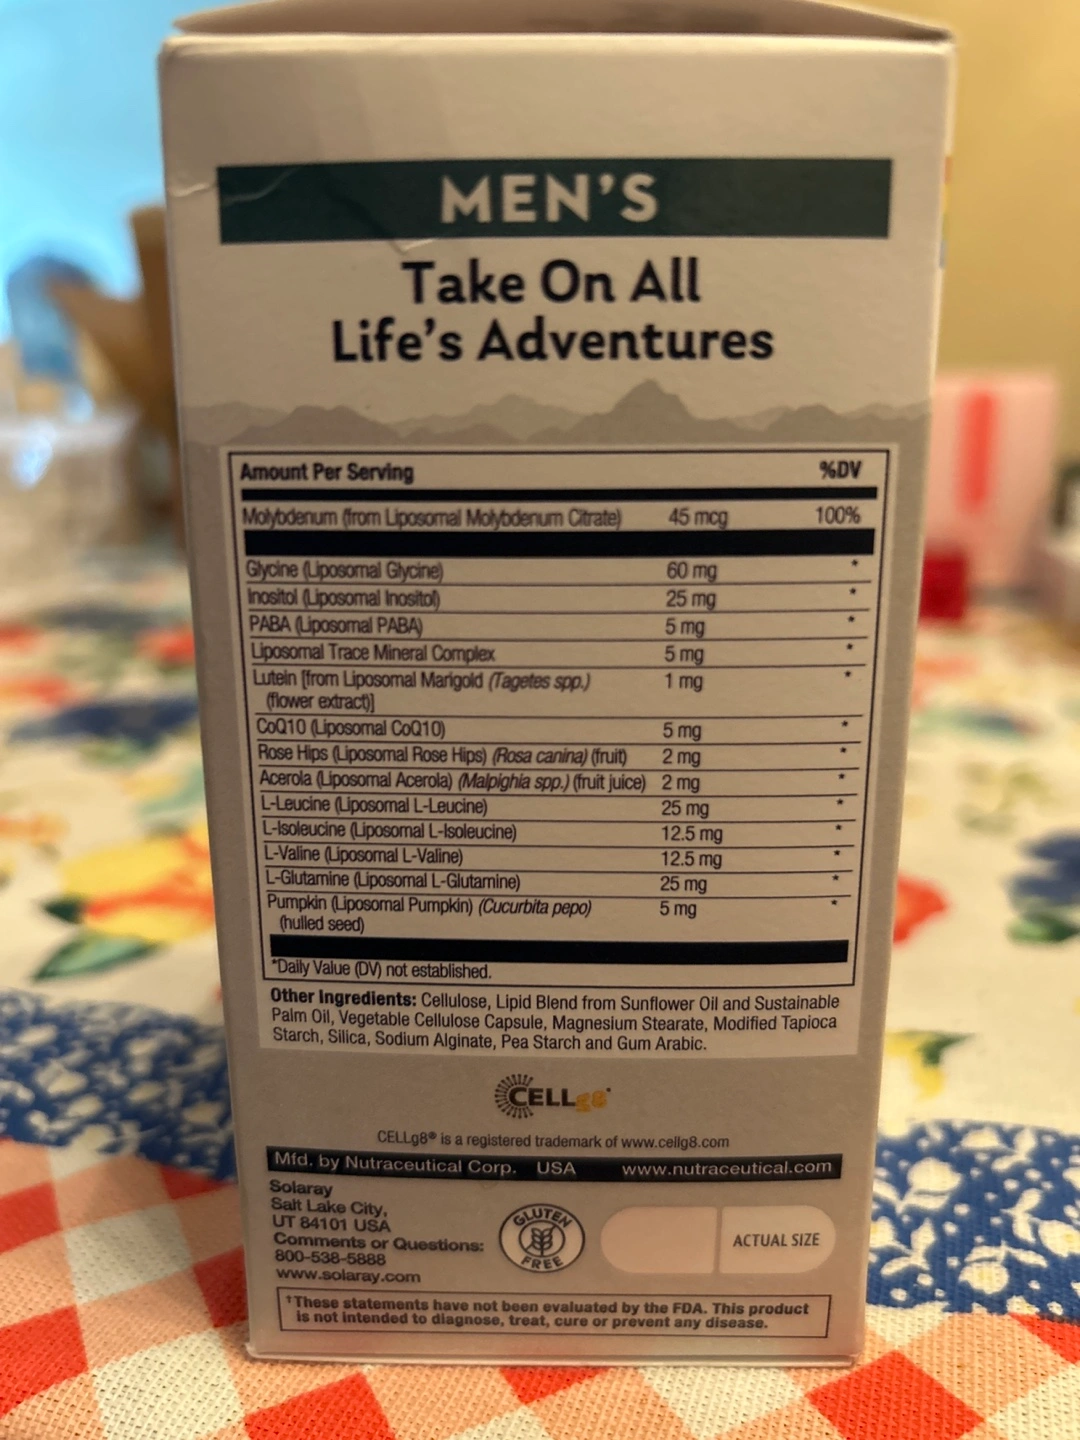 MEN'S
Take On All
Life's Adventures
Amount Per Serving %DV
Molybdenum (from Liposomal Molybdenum Citrate) 45 mcg 100%
Glycine (Liposomal Glycine) 60 mg *
Inositol (Liposomal Inositol) 25 mg *
PABA (Liposomal PABA) 5 mg *
Liposomal Trace Mineral Complex 5 mg *
Lutein [from Liposomal Marigold (Tagetes spp.) 1 mg *
(flower extract)]
CoQ10 (Liposomal CoQ10) 5 mg *
Rose Hips (Liposomal Rose Hips) (Rosa canina) (fruit) 2 mg *
Acerola (Liposomal Acerola) (Malpighia spp.) (fruit juice) 2 mg *
L-Leucine (Liposomal L-Leucine) 25 mg *
L-Isoleucine (Liposomal L-Isoleucine) 12.5 mg *
L-Valine (Liposomal L-Valine) 12.5 mg *
L-Glutamine (Liposomal L-Glutamine) 25 mg *
Pumpkin (Liposomal Pumpkin) (Cucurbita pepo) 5 mg *
(hulled seed)
*Daily Value (DV) not established.
Other Ingredients: Cellulose, Lipid Blend from Sunflower Oil and Sustainable
Palm Oil, Vegetable Cellulose Capsule, Magnesium Stearate, Modified Tapioca
Starch, Silica, Sodium Alginate, Pea Starch and Gum Arabic.
CELLg8®
CELLg8® is a registered trademark of www.cellg8.com
Mfd. by Nutraceutical Corp. USA www.nutraceutical.com
Solaray
Salt Lake City,
UT 84101 USA
Comments or Questions:
800-538-5888
www.solaray.com
GLUTEN
FREE
ACTUAL SIZE
†These statements have not been evaluated by the FDA. This product
is not intended to diagnose, treat, cure or prevent any disease.